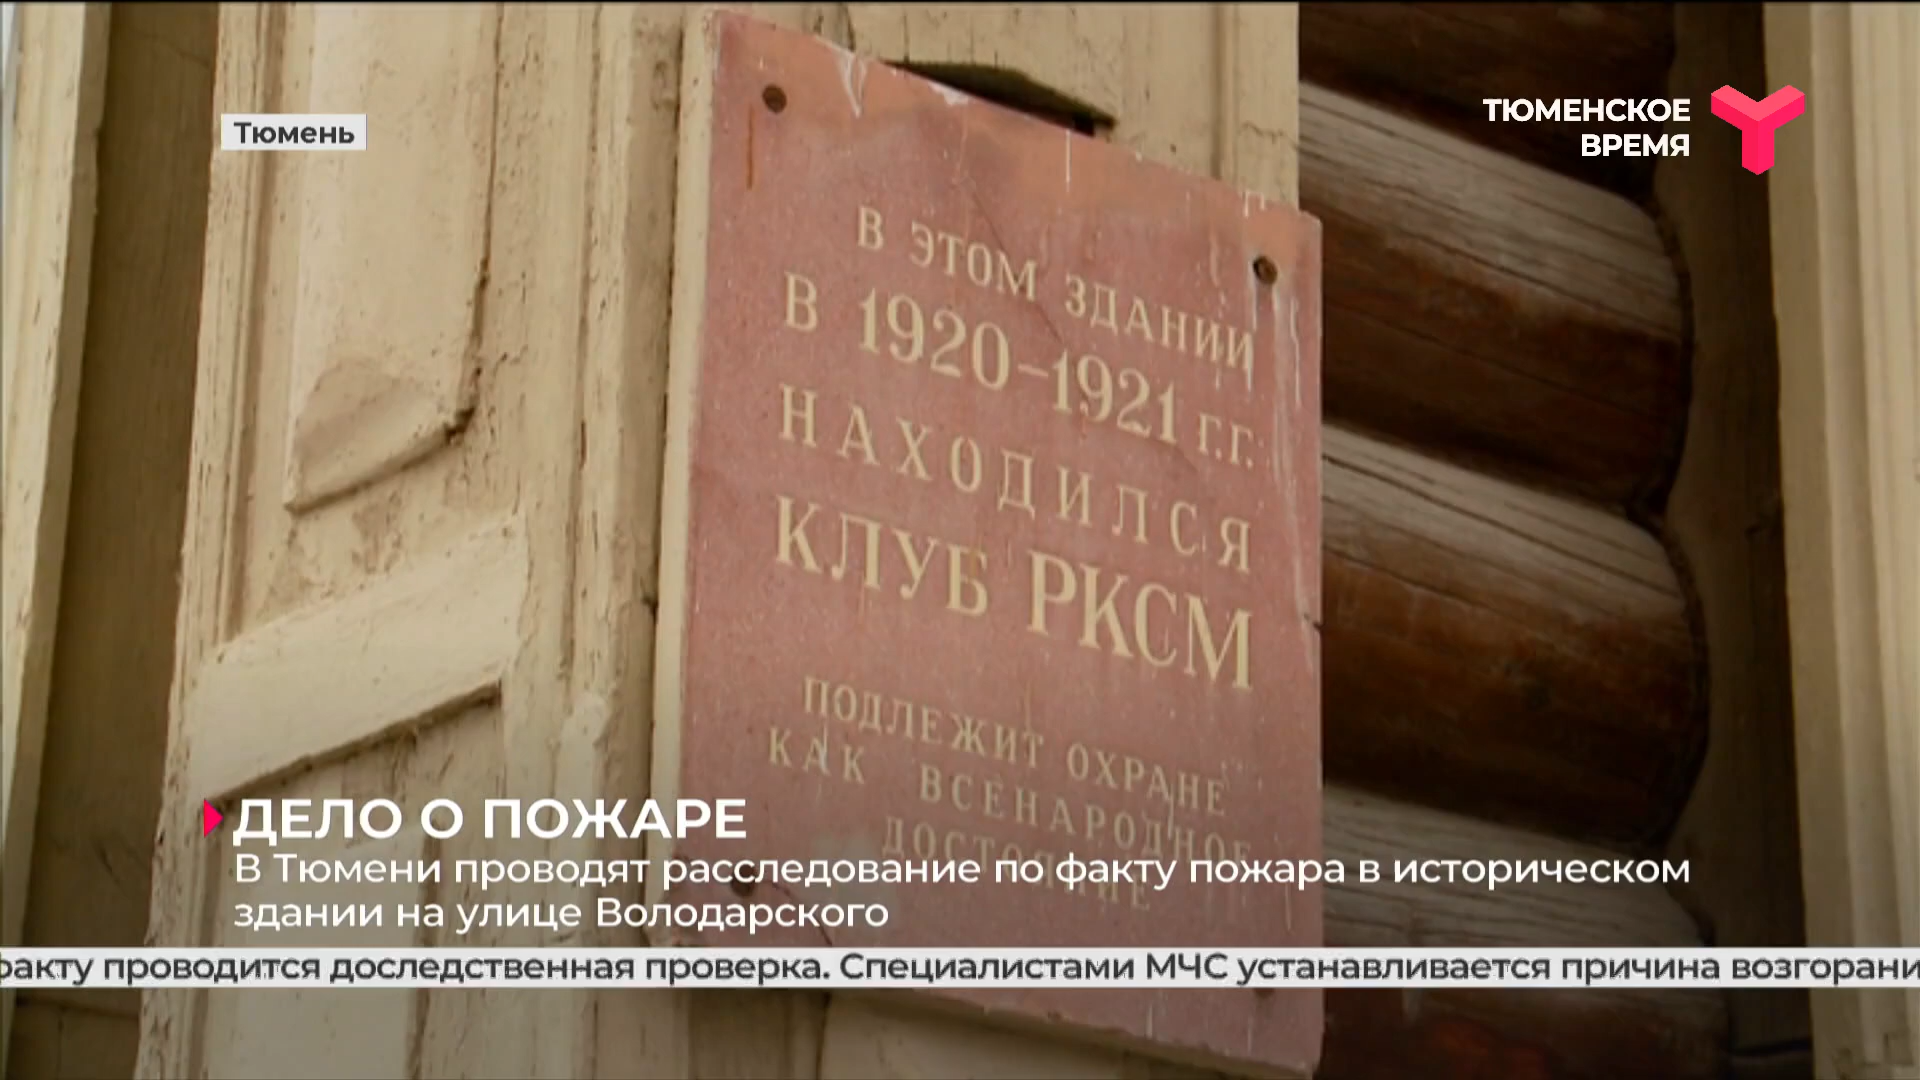 Тюмень
ТЮМЕНСКОЕ
ВРЕМЯ
В ЭТОМ ЗДАНИИ
В 1920–1921 г.г.
НАХОДИЛСЯ
КЛУБ РКСМ
ПОДЛЕЖИТ ОХРАНЕ
КАК ВСЕНАРОДНОЕ
ДОСТОЯНИЕ
ДЕЛО О ПОЖАРЕ
В Тюмени проводят расследование по факту пожара в историческом
здании на улице Володарского
факту проводится доследственная проверка. Специалистами МЧС устанавливается причина возгорани